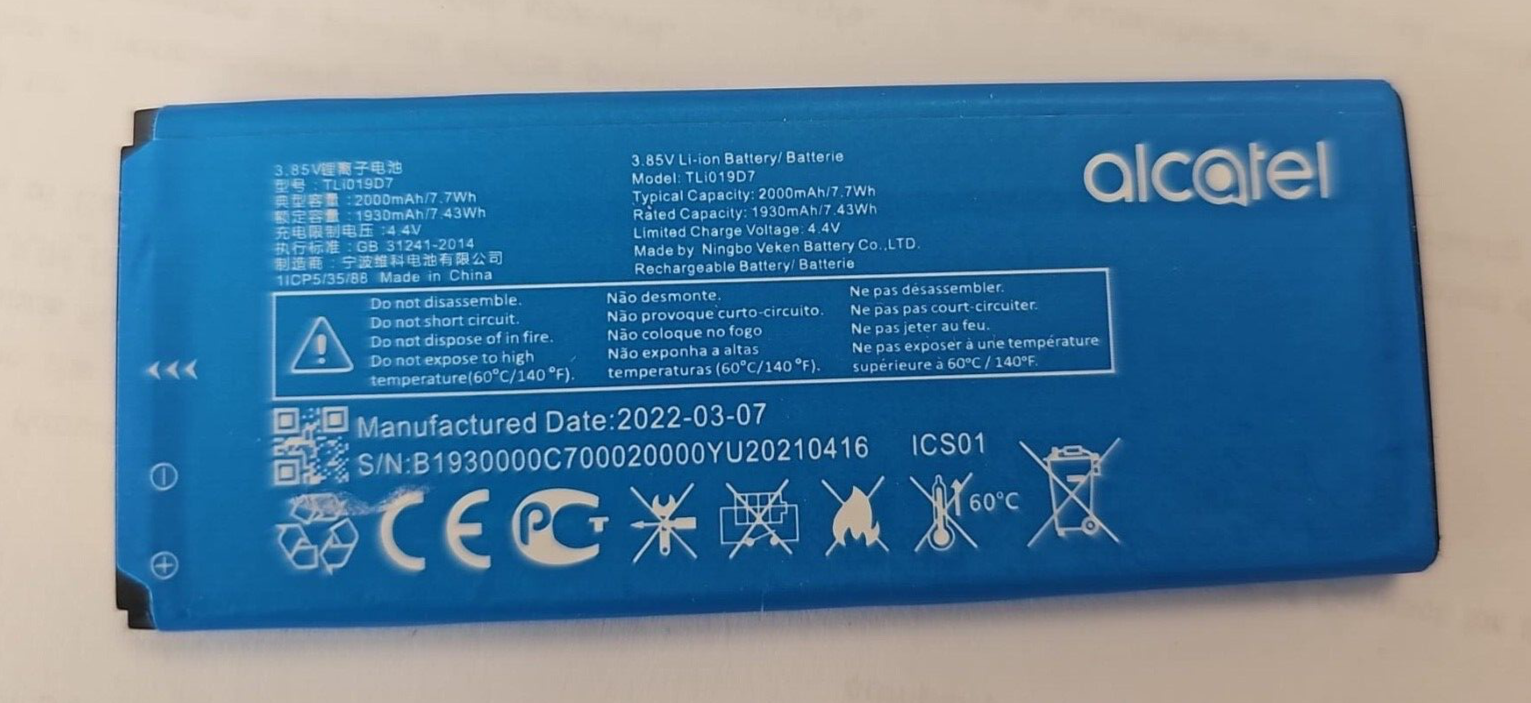 alcatel
3.85V锂离子电池
型号:TLi019D7
典型容量:2000mAh/7.7Wh
额定容量:1930mAh/7.43Wh
充电限制电压:4.4V
执行标准:GB 31241-2014
制造商:宁波维科电池有限公司
1ICP5/35/88 Made in China
3.85V Li-ion Battery/ Batterie
Model: TLi019D7
Typical Capacity: 2000mAh/7.7Wh
Rated Capacity: 1930mAh/7.43Wh
Limited Charge Voltage: 4.4V
Made by Ningbo Veken Battery Co.,LTD.
Rechargeable Battery/ Batterie
Do not disassemble.
Do not short circuit.
Do not dispose of in fire.
Do not expose to high
temperature(60°C/140°F).
Não desmonte.
Não provoque curto-circuito.
Não coloque no fogo
Não exponha a altas
temperaturas (60°C/140°F).
Ne pas désassembler.
Ne pas pas court-circuiter.
Ne pas jeter au feu.
Ne pas exposer à une température
supérieure à 60°C / 140°F.
Manufactured Date:2022-03-07
S/N:B1930000C700020000YU20210416 ICS01
CE PCT 60°C